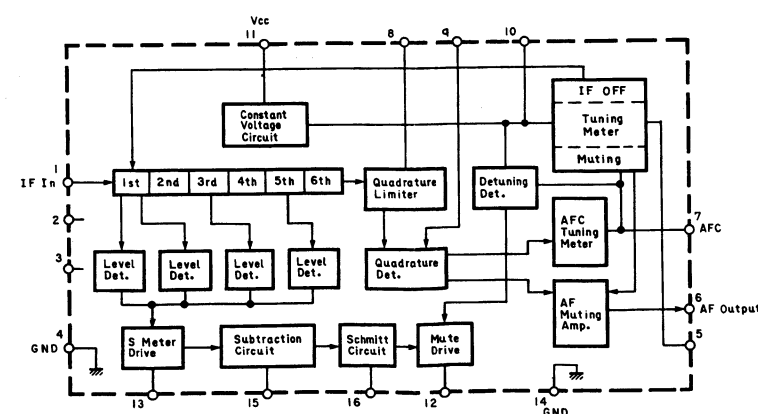 Vcc
11
8
9
10
IF OFF
Tuning
Meter
Muting
Constant
Voltage
Circuit
1
IF In
1st 2nd 3rd 4th 5th 6th
Quadrature
Limiter
Detuning
Det.
2
AFC
Tuning
Meter
7
AFC
3
Level
Det.
Level
Det.
Level
Det.
Level
Det.
Quadrature
Det.
AF
Muting
Amp.
6
AF Output
4
GND
S Meter
Drive
Subtraction
Circuit
Schmitt
Circuit
Mute
Drive
5
13
15
16
12
14
GND